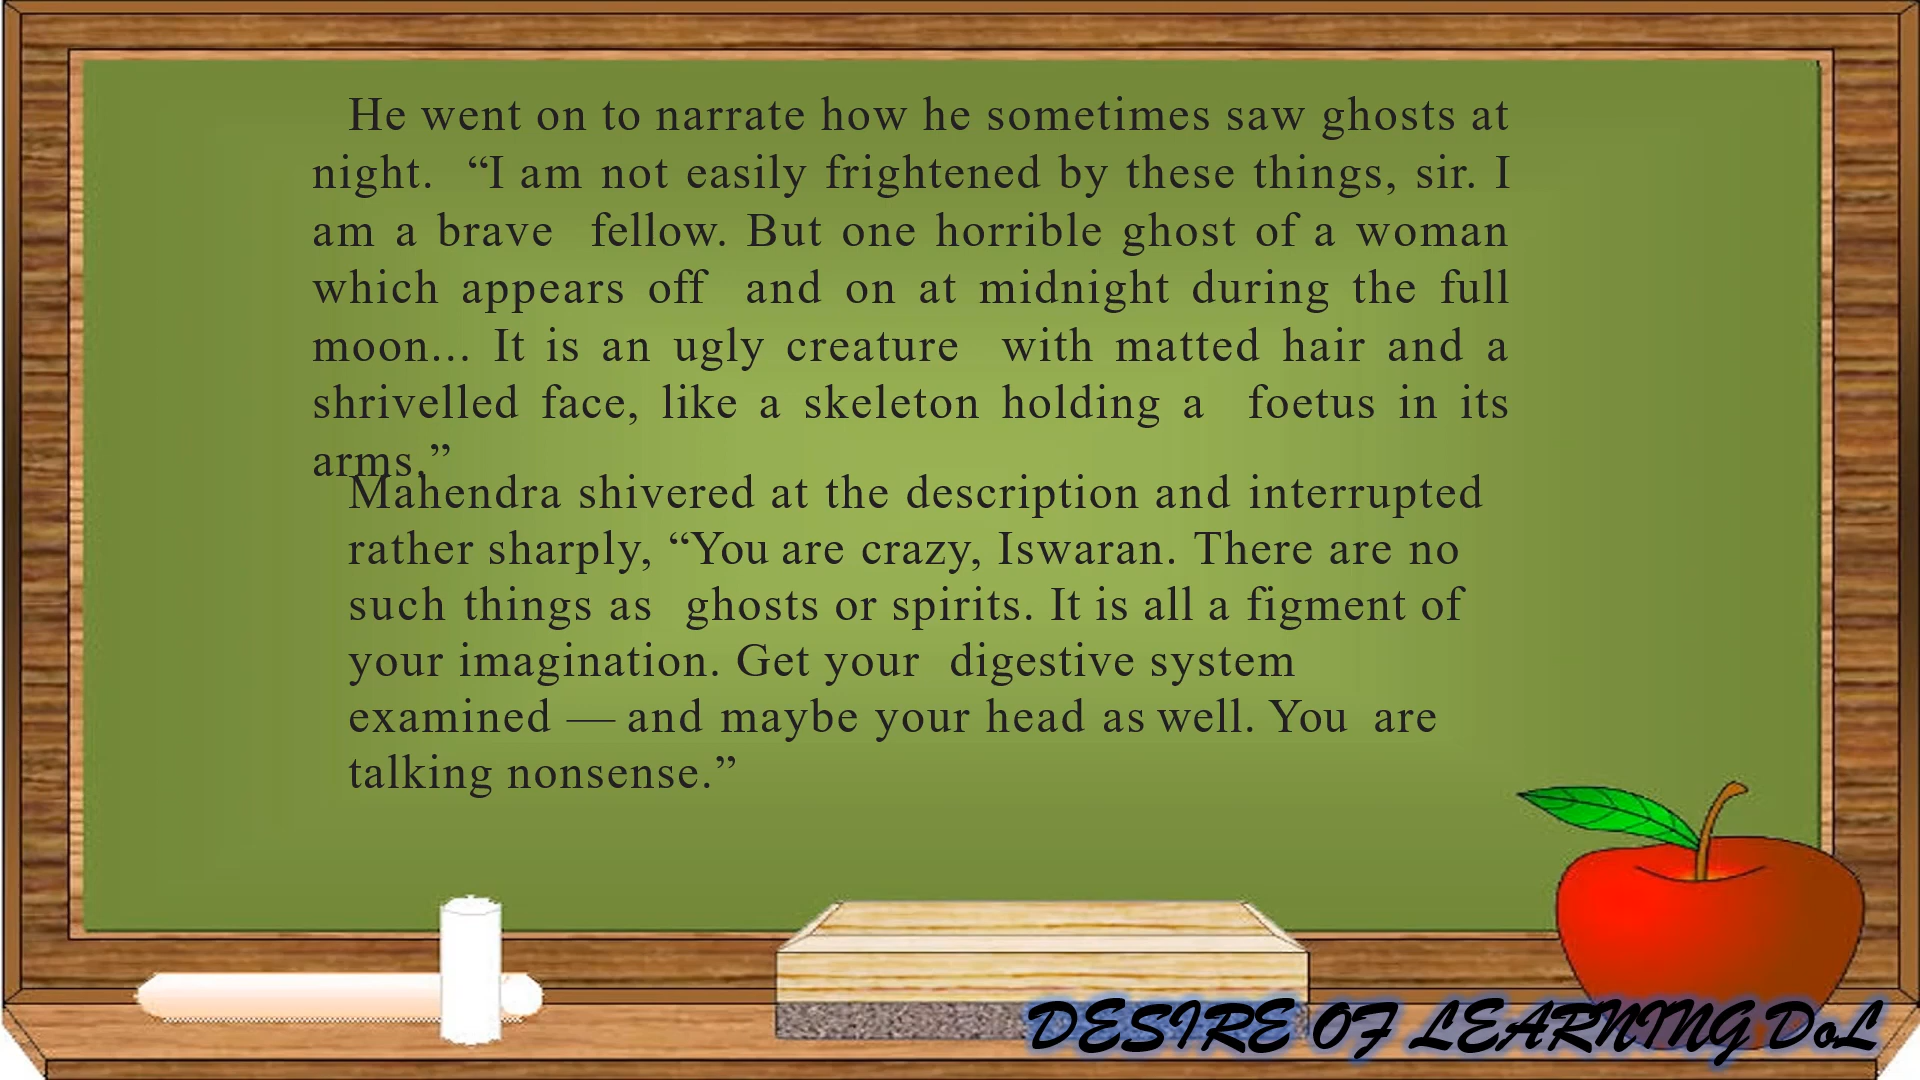 He went on to narrate how he sometimes saw ghosts at
night. “I am not easily frightened by these things, sir. I
am a brave fellow. But one horrible ghost of a woman
which appears off and on at midnight during the full
moon... It is an ugly creature with matted hair and a
shrivelled face, like a skeleton holding a foetus in its
arms.”
Mahendra shivered at the description and interrupted
rather sharply, “You are crazy, Iswaran. There are no
such things as ghosts or spirits. It is all a figment of
your imagination. Get your digestive system
examined — and maybe your head as well. You are
talking nonsense.”
DESIRE OF LEARNING DoL